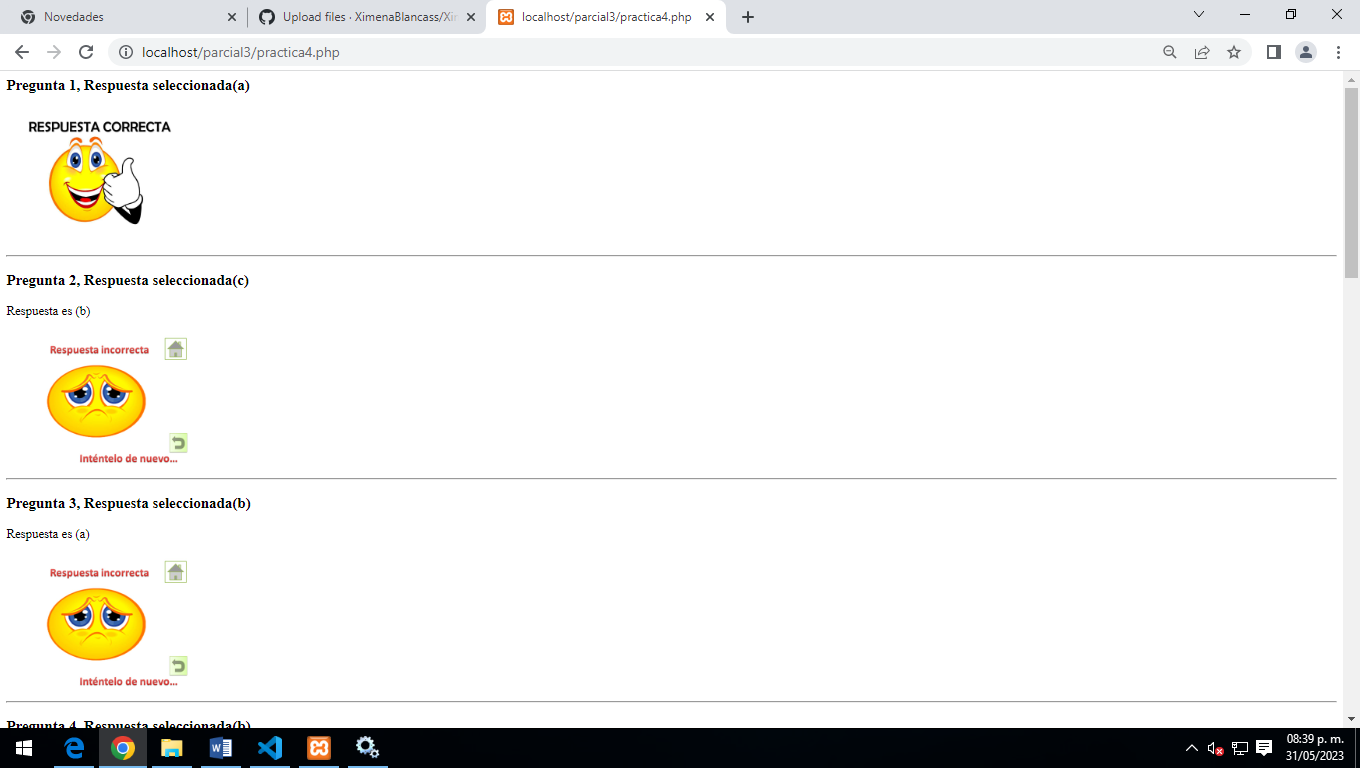 Novedades
Upload files · XimenaBlancass/Xir
localhost/parcial3/practica4.php
localhost/parcial3/practica4.php
Pregunta 1, Respuesta seleccionada(a)
RESPUESTA CORRECTA
Pregunta 2, Respuesta seleccionada(c)
Respuesta es (b)
Respuesta incorrecta
Inténtelo de nuevo...
Pregunta 3, Respuesta seleccionada(b)
Respuesta es (a)
Respuesta incorrecta
Inténtelo de nuevo...
Pregunta 4, Respuesta seleccionada(b)
08:39 p. m.
31/05/2023